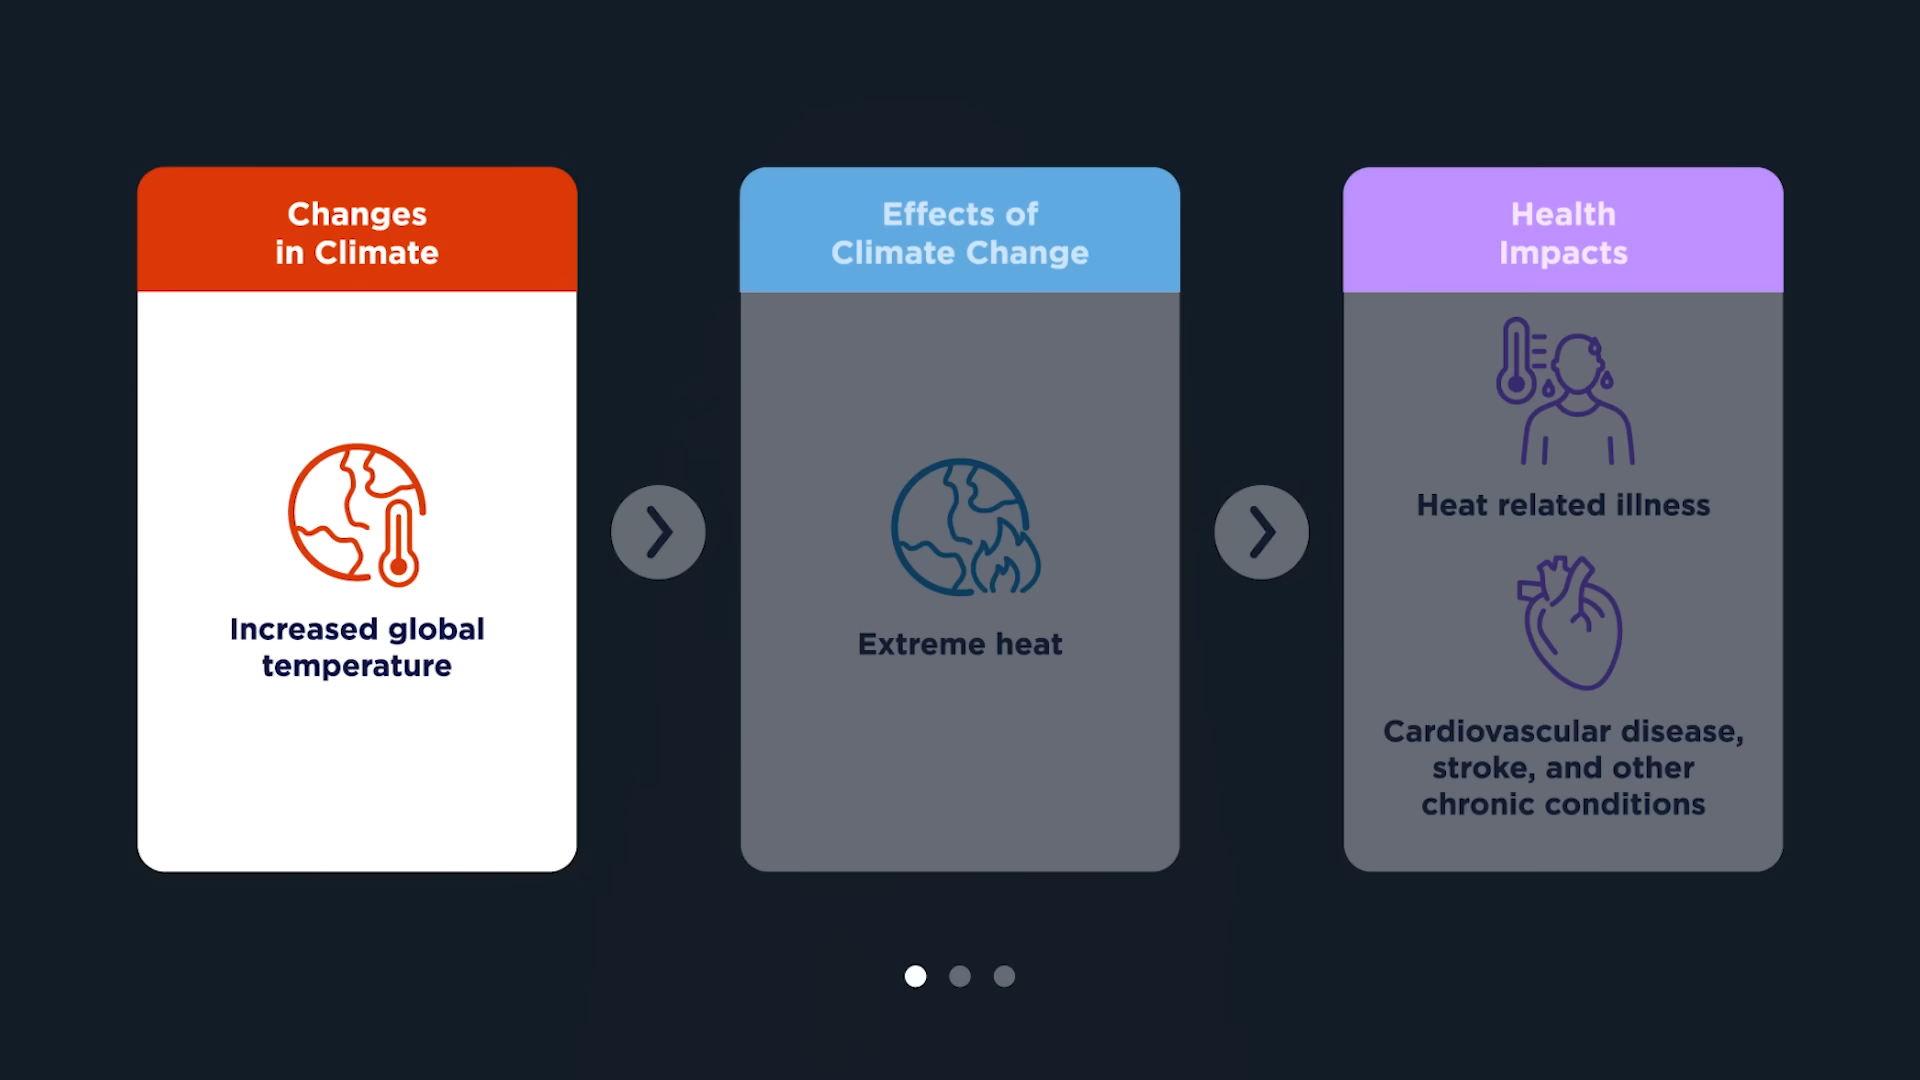 Changes
in Climate
Increased global
temperature
Effects of
Climate Change
Extreme heat
Health
Impacts
Heat related illness
Cardiovascular disease,
stroke, and other
chronic conditions